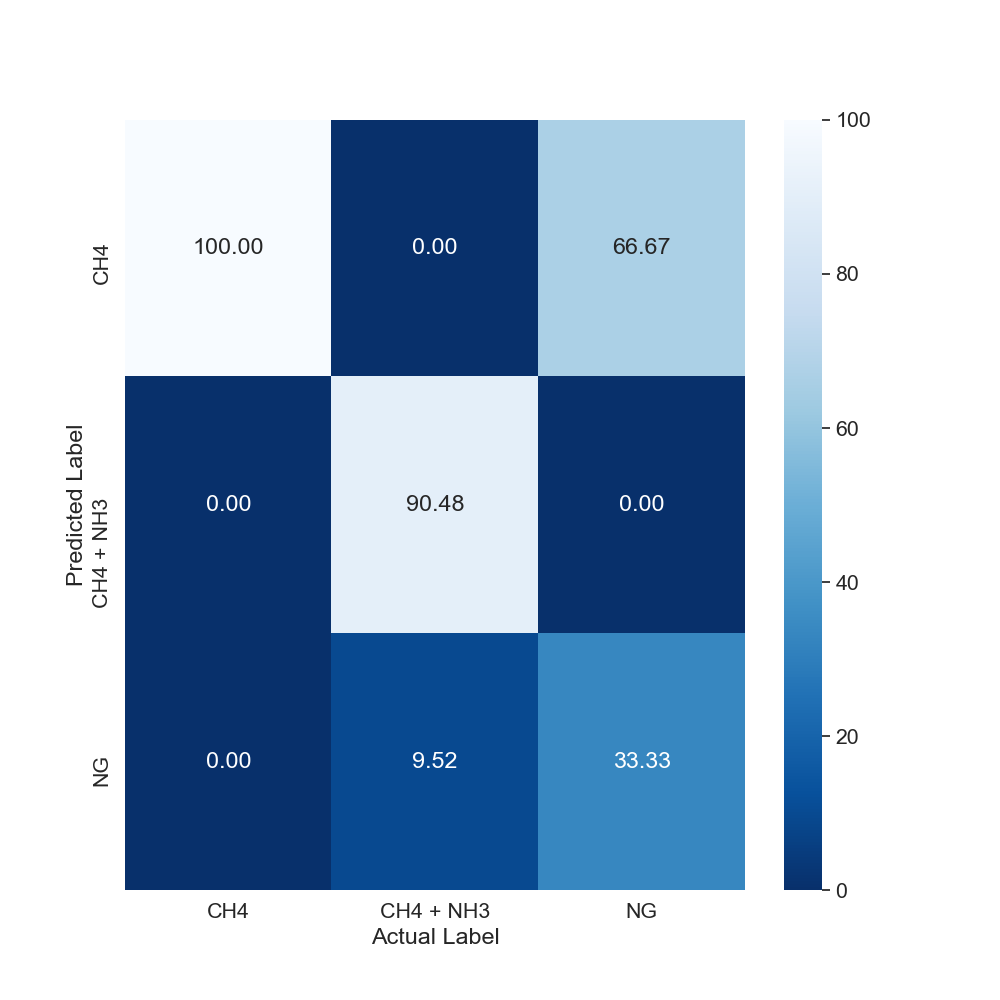 100.00 0.00 66.67
0.00 90.48 0.00
0.00 9.52 33.33
CH4
CH4 + NH3
NG
Predicted Label
CH4 CH4 + NH3 NG
Actual Label
100
80
60
40
20
0